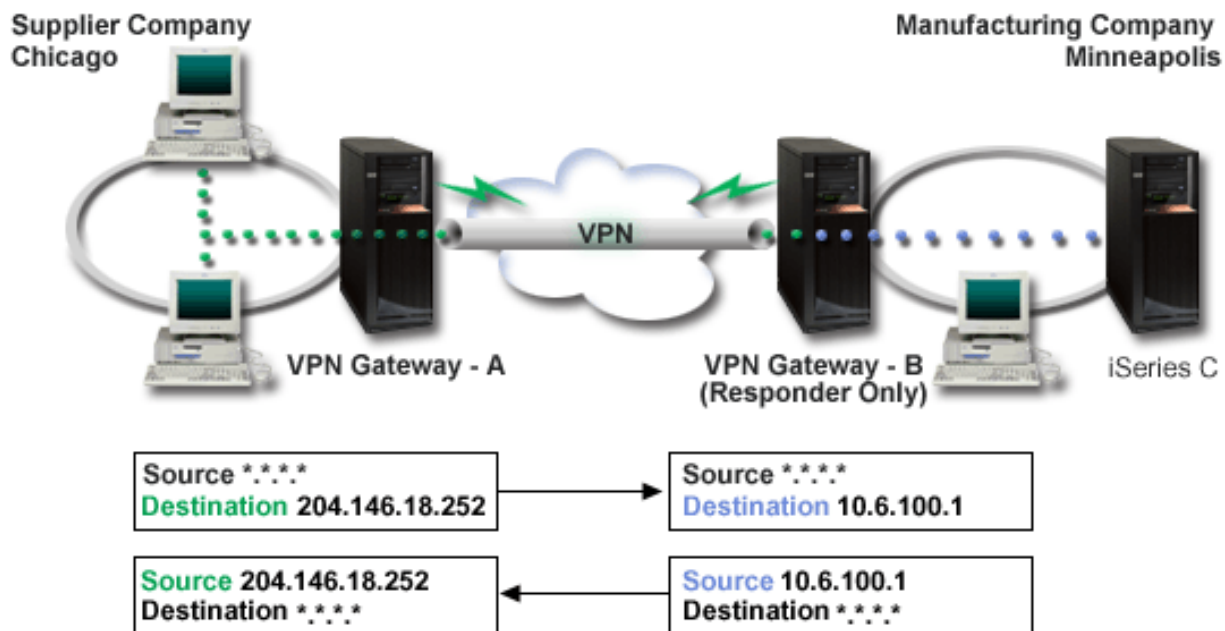 Supplier Company
Chicago
Manufacturing Company
Minneapolis
VPN
VPN Gateway - A
VPN Gateway - B
(Responder Only)
iSeries C
Source *.*.*.*
Destination 204.146.18.252
Source *.*.*.*
Destination 10.6.100.1
Source 204.146.18.252
Destination *.*.*.*
Source 10.6.100.1
Destination *.*.*.*